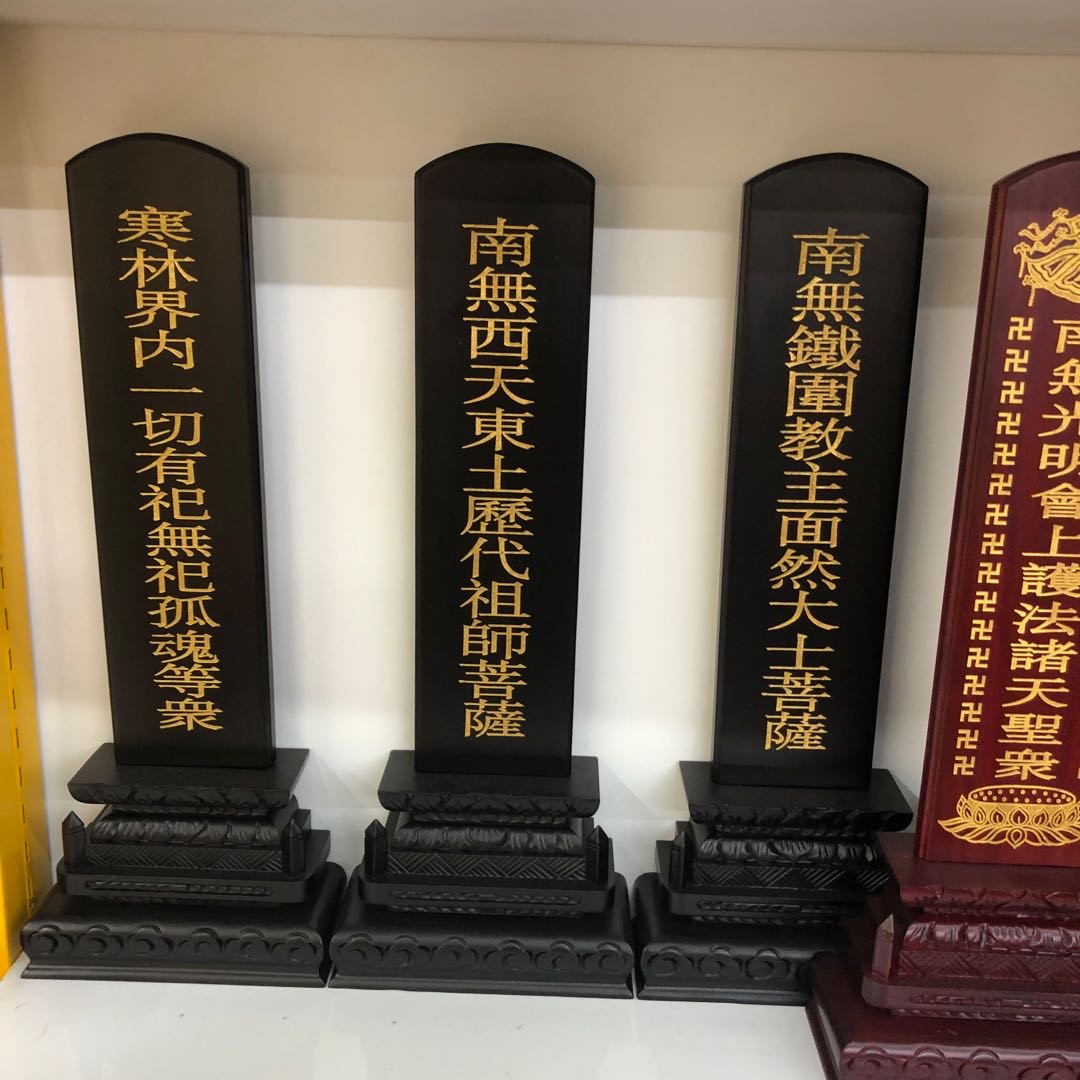 寒林界内一切有祀無祀孤魂等衆
南無西天東土歷代祖師菩薩
南無鐵圍教主面然大士菩薩
南無光明會上護法諸天聖衆